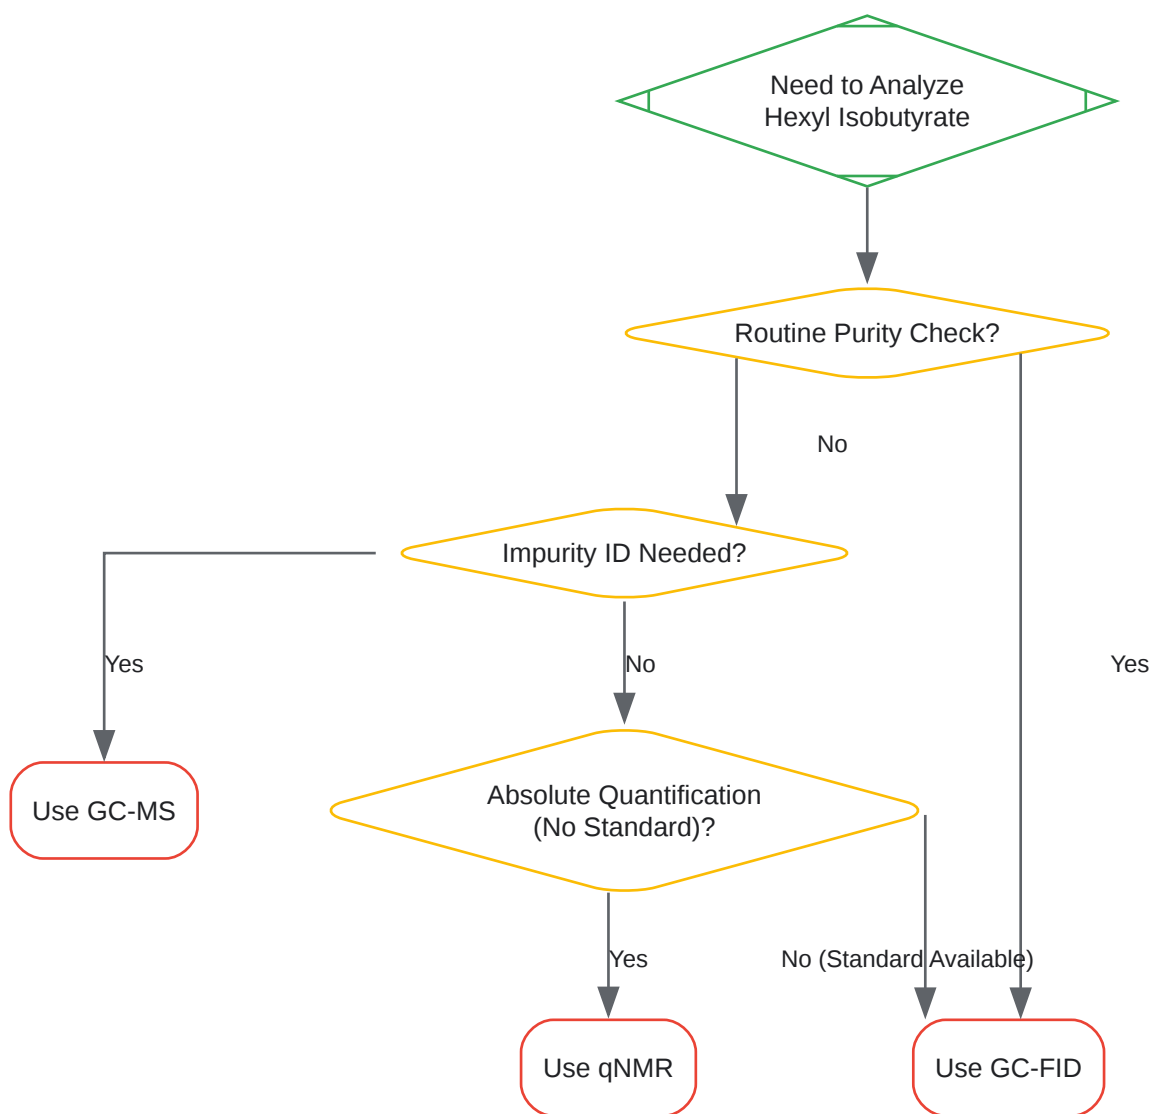 Need to Analyze
Hexyl Isobutyrate
Routine Purity Check?
No
Impurity ID Needed?
Yes
No
Yes
Absolute Quantification
(No Standard)?
Use GC-MS
Yes
No (Standard Available)
Use qNMR
Use GC-FID